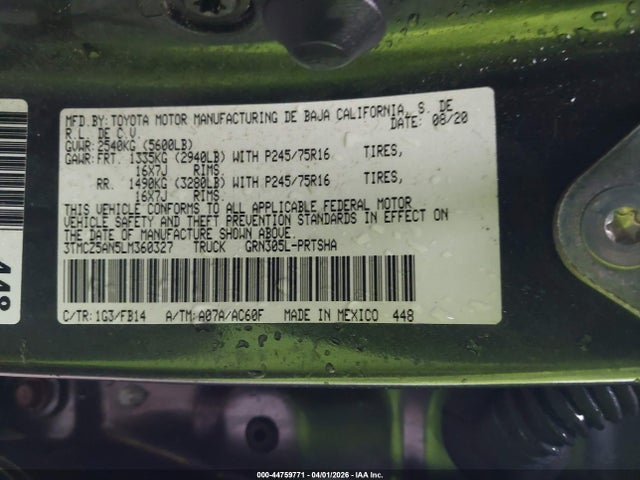 MFD.BY:TOYOTA MOTOR MANUFACTURING DE BAJA CALIFORNIA, S. DE
R.L. DE C.V. DATE: 08/20
GVWR: 2540KG (5600LB)
GAWR: FRT. 1335KG (2940LB) WITH P245/75R16 TIRES,
16X7J RIMS,
RR. 1490KG (3280LB) WITH P245/75R16 TIRES,
16X7J RIMS
THIS VEHICLE CONFORMS TO ALL APPLICABLE FEDERAL MOTOR
VEHICLE SAFETY AND THEFT PREVENTION STANDARDS IN EFFECT ON
THE DATE OF MANUFACTURE SHOWN ABOVE.
3TMCZ5AN5LM360327 TRUCK GRN305L-PRTSHA
C/TR:1G3/FB14 A/TM:A07A/AC60F MADE IN MEXICO 448
448
000-44759771 - 04/01/2026 - IAA Inc.